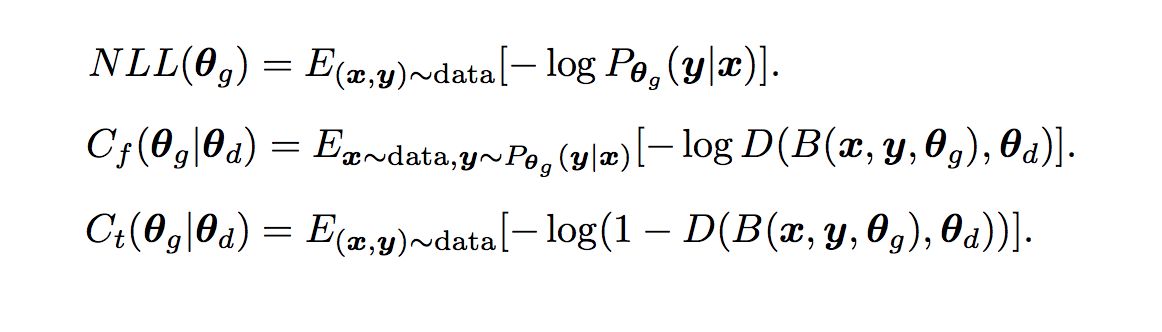 NLL(𝜽_g) = E_{(𝒙,𝒚)∼data}[− log P_{𝜽_g}(𝒚|𝒙)].
C_f(𝜽_g|𝜽_d) = E_{𝒙∼data,𝒚∼P_{𝜽_g}(𝒚|𝒙)}[− log D(B(𝒙, 𝒚, 𝜽_g), 𝜽_d)].
C_t(𝜽_g|𝜽_d) = E_{(𝒙,𝒚)∼data}[− log(1 − D(B(𝒙, 𝒚, 𝜽_g), 𝜽_d))].